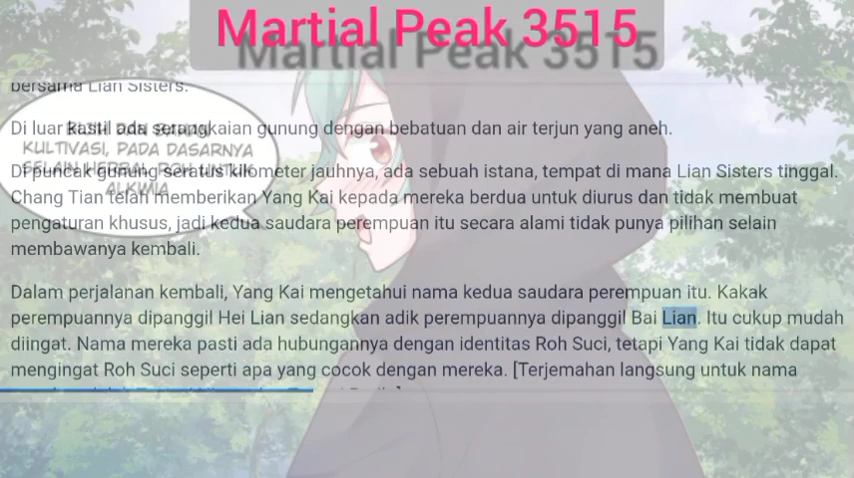 Martial Peak 3515
bersama Lian Sisters.
Di luar kastil ada serangkaian gunung dengan bebatuan dan air terjun yang aneh.
Di puncak gunung seratus kilometer jauhnya, ada sebuah istana, tempat di mana Lian Sisters tinggal.
Chang Tian telah memberikan Yang Kai kepada mereka berdua untuk diurus dan tidak membuat
pengaturan khusus, jadi kedua saudara perempuan itu secara alami tidak punya pilihan selain
membawanya kembali.
Dalam perjalanan kembali, Yang Kai mengetahui nama kedua saudara perempuan itu. Kakak
perempuannya dipanggil Hei Lian sedangkan adik perempuannya dipanggil Bai Lian. Itu cukup mudah
diingat. Nama mereka pasti ada hubungannya dengan identitas Roh Suci, tetapi Yang Kai tidak dapat
mengingat Roh Suci seperti apa yang cocok dengan mereka. [Terjemahan langsung untuk nama
KULTIVASI, PADA DASARNYA
ALKIMIA